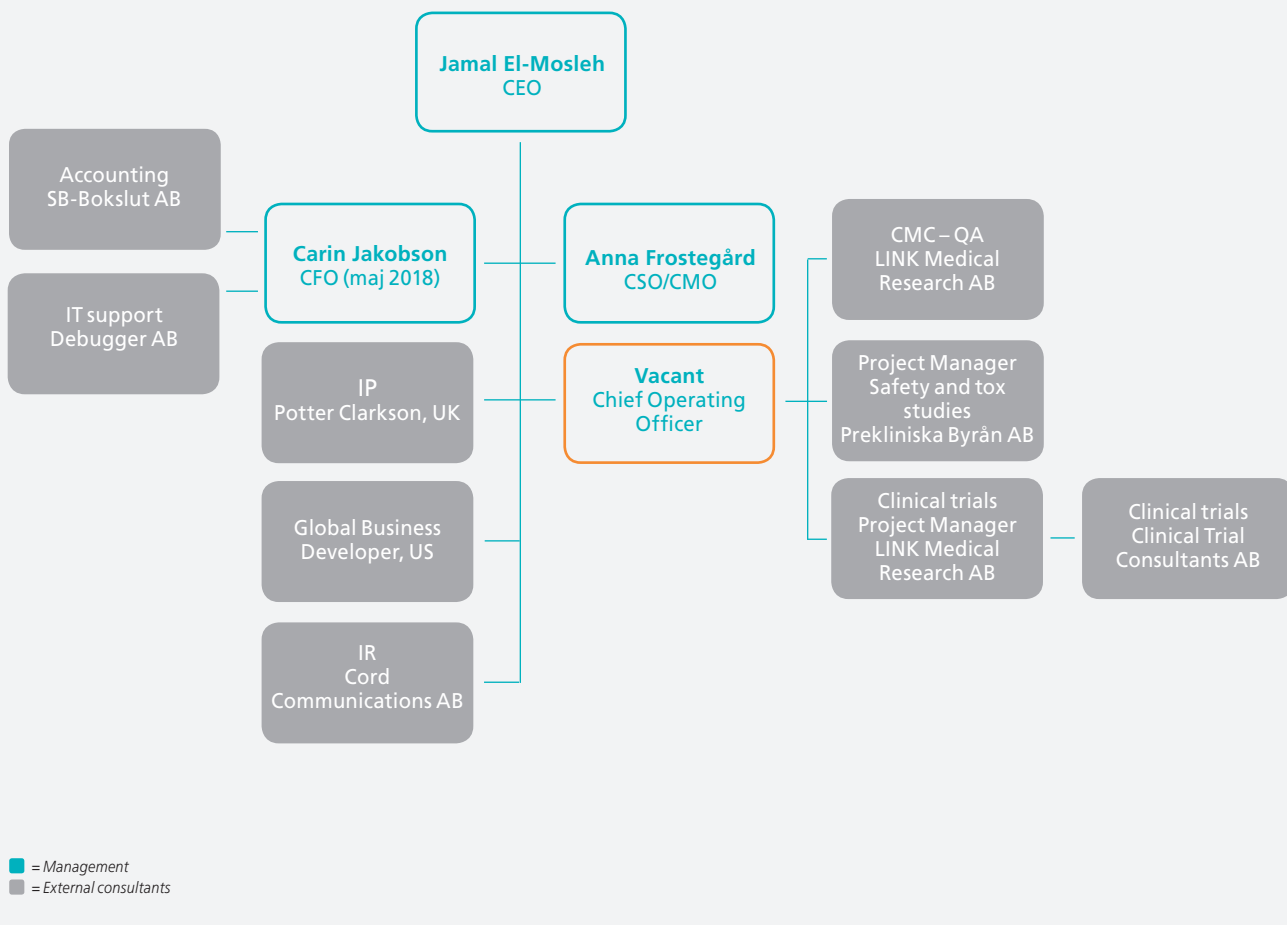 Jamal El-Mosleh
CEO
Accounting
SB-Bokslut AB
IT support
Debugger AB
Carin Jakobson
CFO (maj 2018)
Anna Frostegård
CSO/CMO
IP
Potter Clarkson, UK
Vacant
Chief Operating
Officer
Global Business
Developer, US
IR
Cord
Communications AB
CMC – QA
LINK Medical
Research AB
Project Manager
Safety and tox
studies
Prekliniska Byrån AB
Clinical trials
Project Manager
LINK Medical
Research AB
Clinical trials
Clinical Trial
Consultants AB
= Management
= External consultants